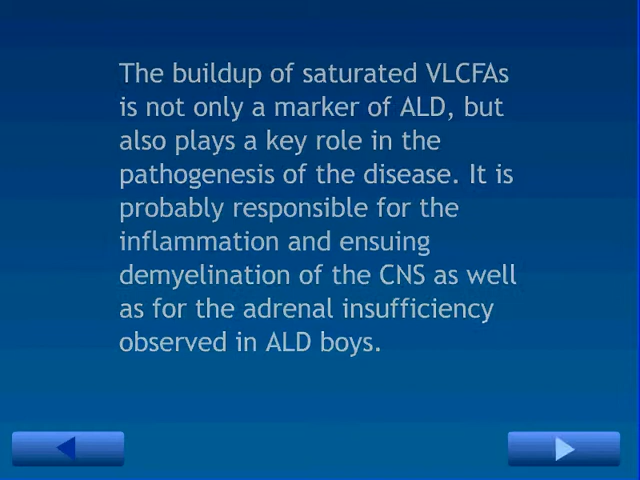 The buildup of saturated VLCFAs
is not only a marker of ALD, but
also plays a key role in the
pathogenesis of the disease. It is
probably responsible for the
inflammation and ensuing
demyelination of the CNS as well
as for the adrenal insufficiency
observed in ALD boys.